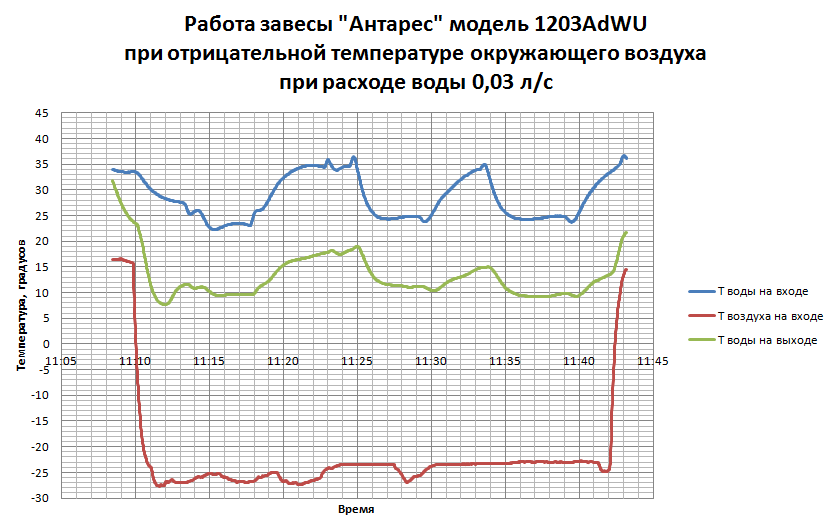 Работа завесы "Антарес" модель 1203AdWU
при отрицательной температуре окружающего воздуха
при расходе воды 0,03 л/с
Температура, градусов
45
40
35
30
25
20
15
10
5
0
-5
-10
-15
-20
-25
-30
11:05 11:10 11:15 11:20 11:25 11:30 11:35 11:40 11:45
Время
Т воды на входе
Т воздуха на входе
Т воды на выходе